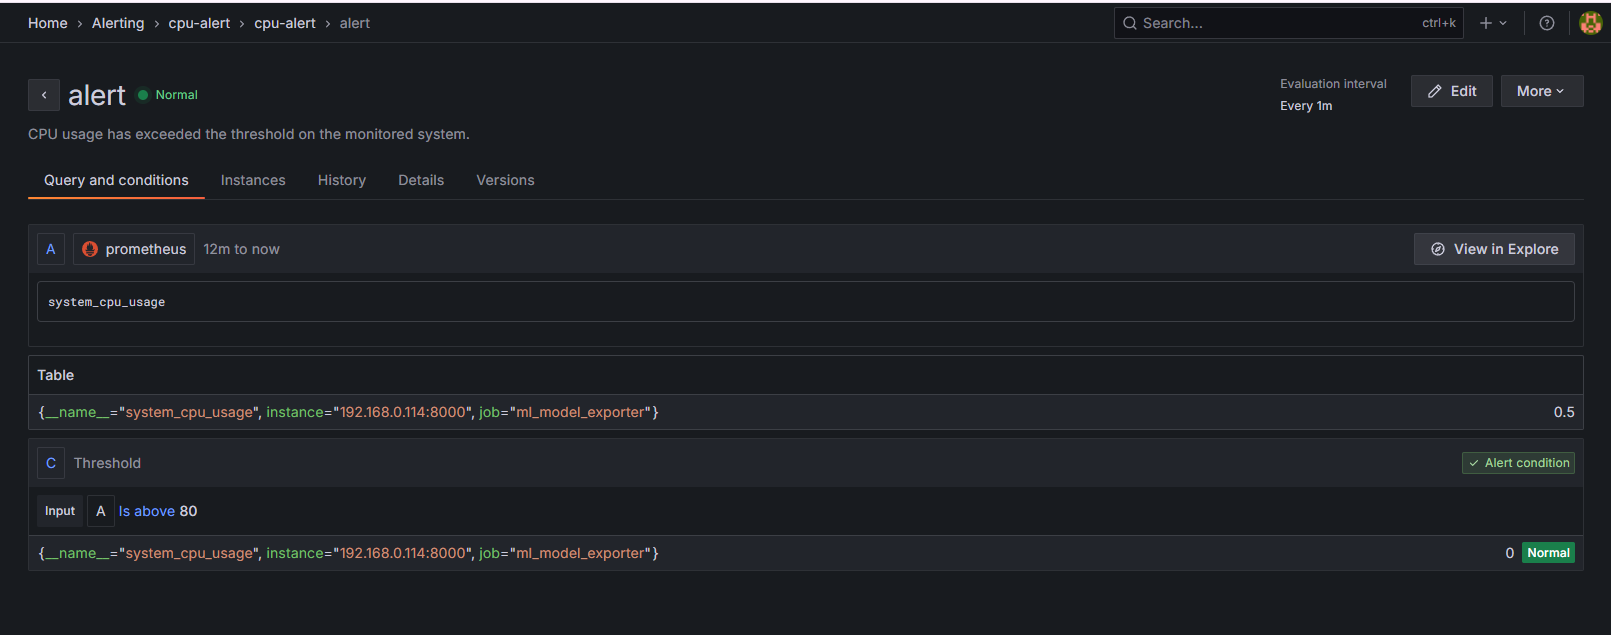 Home › Alerting › cpu-alert › cpu-alert › alert
Search... ctrl+k
alert Normal
Evaluation interval
Every 1m
Edit
More
CPU usage has exceeded the threshold on the monitored system.
Query and conditions Instances History Details Versions
A prometheus 12m to now View in Explore
system_cpu_usage
Table
{__name__="system_cpu_usage", instance="192.168.0.114:8000", job="ml_model_exporter"} 0.5
C Threshold Alert condition
Input A Is above 80
{__name__="system_cpu_usage", instance="192.168.0.114:8000", job="ml_model_exporter"} 0 Normal